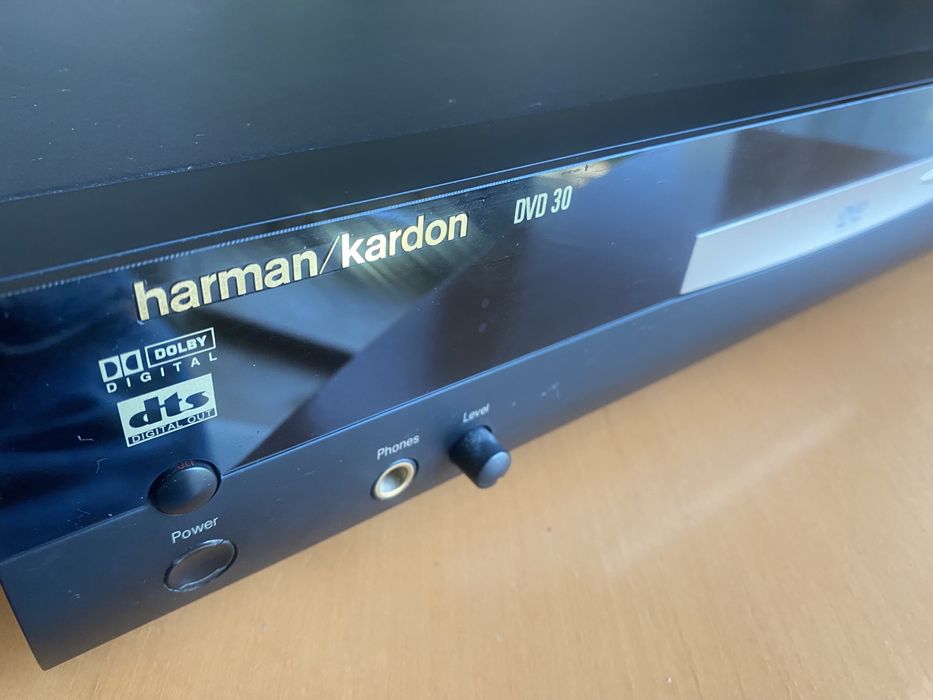 harman/kardon
DVD 30
DOLBY
DIGITAL
dts
DIGITAL OUT
Level
Phones
Power